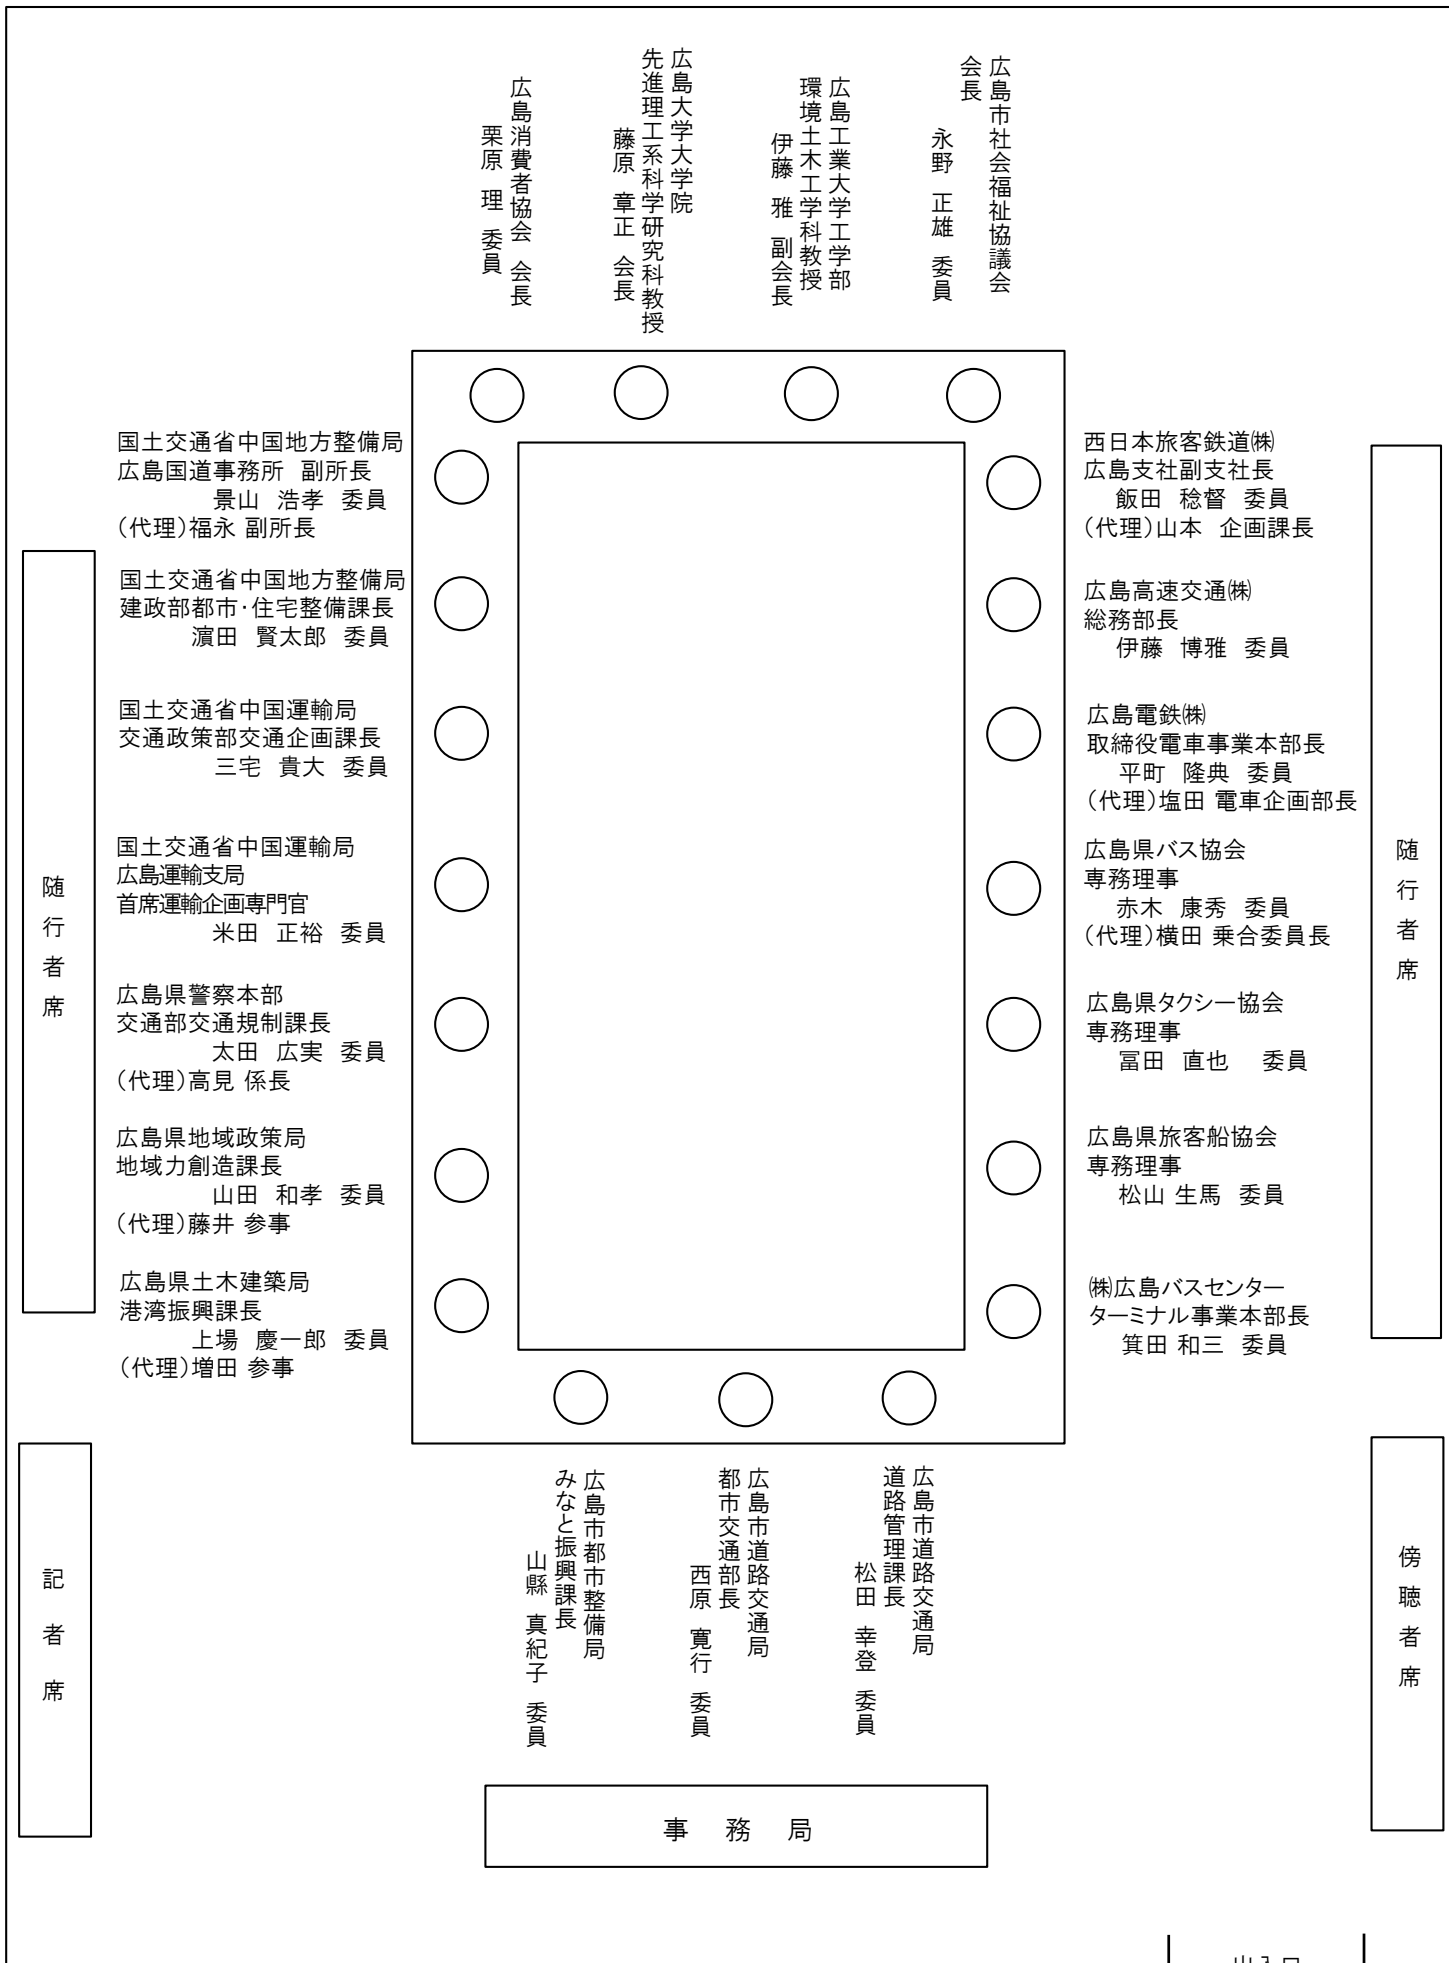 広島市社会福祉協議会
会長
永野 正雄 委員
広島工業大学工学部
環境土木工学科教授
伊藤 雅 副会長
広島大学大学院
先進理工系科学研究科教授
藤原 章正 会長
広島消費者協会 会長
栗原 理 委員
国土交通省中国地方整備局
広島国道事務所 副所長
景山 浩孝 委員
(代理)福永 副所長
国土交通省中国地方整備局
建政部都市・住宅整備課長
濵田 賢太郎 委員
国土交通省中国運輸局
交通政策部交通企画課長
三宅 貴大 委員
国土交通省中国運輸局
広島運輸支局
首席運輸企画専門官
米田 正裕 委員
広島県警察本部
交通部交通規制課長
太田 広実 委員
(代理)高見 係長
広島県地域政策局
地域力創造課長
山田 和孝 委員
(代理)藤井 参事
広島県土木建築局
港湾振興課長
上場 慶一郎 委員
(代理)増田 参事
西日本旅客鉄道㈱
広島支社副支社長
飯田 稔督 委員
(代理)山本 企画課長
広島高速交通㈱
総務部長
伊藤 博雅 委員
広島電鉄㈱
取締役電車事業本部長
平町 隆典 委員
(代理)塩田 電車企画部長
広島県バス協会
専務理事
赤木 康秀 委員
(代理)横田 乗合委員長
広島県タクシー協会
専務理事
冨田 直也 委員
広島県旅客船協会
専務理事
松山 生馬 委員
㈱広島バスセンター
ターミナル事業本部長
箕田 和三 委員
随行者席
随行者席
広島市道路交通局
道路管理課長
松田 幸登 委員
広島市道路交通局
都市交通部長
西原 寛行 委員
広島市都市整備局
みなと振興課長
山縣 真紀子 委員
記者席
傍聴者席
事務局
出入口